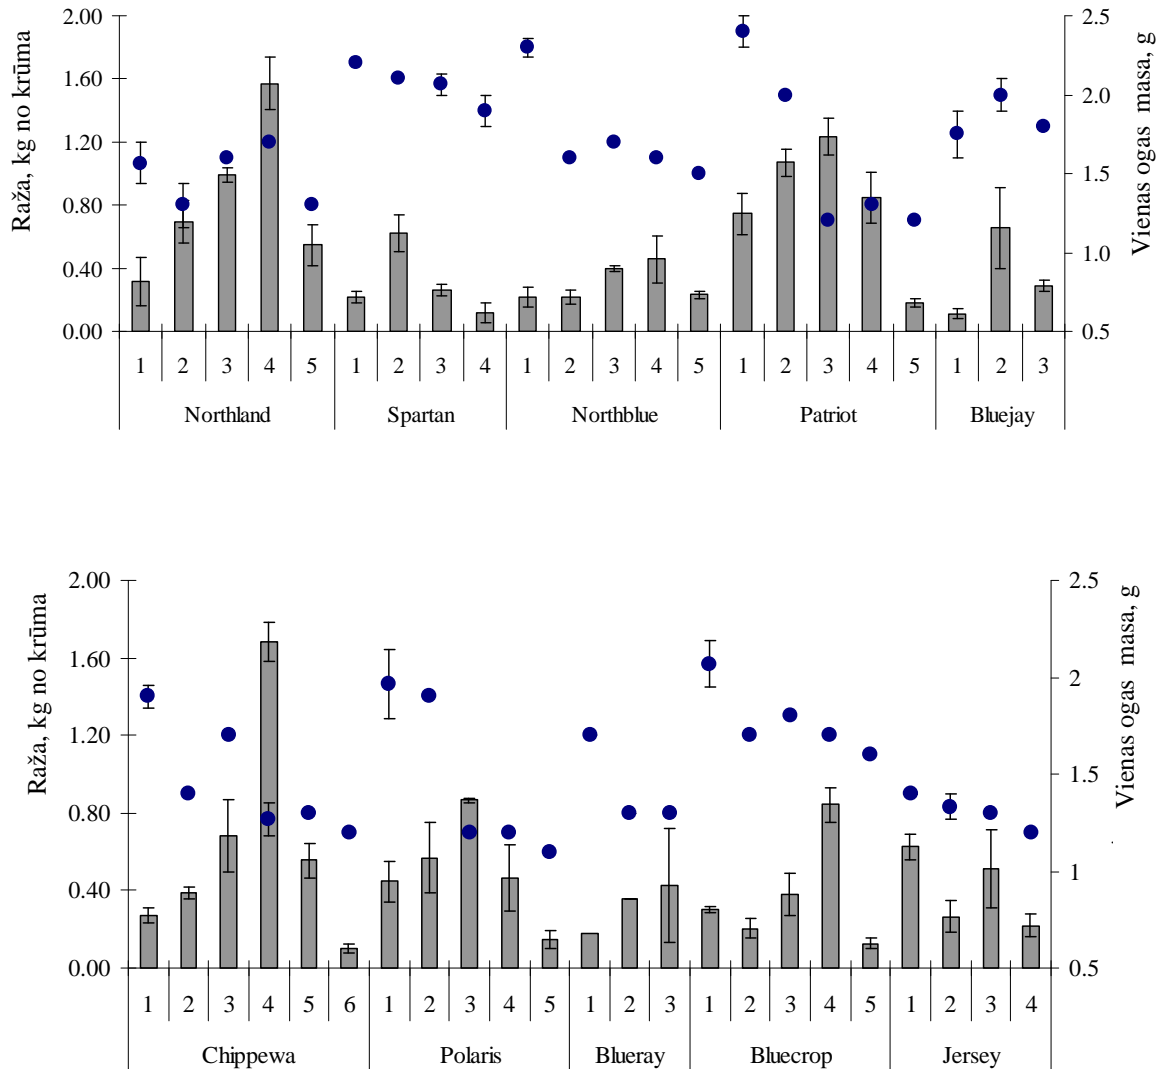 2.00 2.5
1.60 2.0
1.20 1.5
0.80 1.0
0.40
0.00 0.5
Raža, kg no krūma
Vienas ogas masa, g
1 2 3 4 5 1 2 3 4 1 2 3 4 5 1 2 3 4 5 1 2 3
Northland Spartan Northblue Patriot Bluejay
2.00 2.5
1.60 2
1.20 1.5
0.80 1
0.40
0.00 0.5
Raža, kg no krūma
Vienas ogas masa, g
1 2 3 4 5 6 1 2 3 4 5 1 2 3 1 2 3 4 5 1 2 3 4
Chippewa Polaris Blueray Bluecrop Jersey